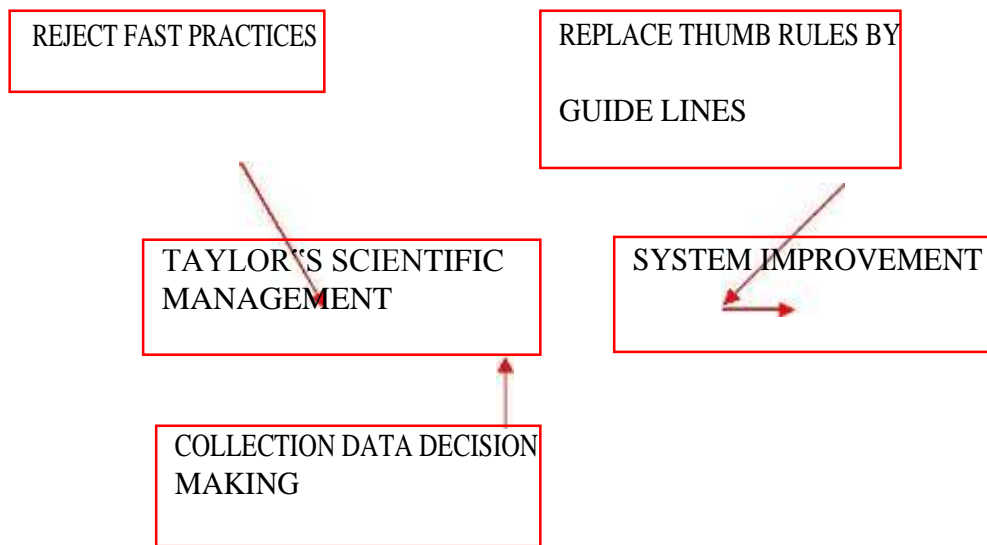 REJECT FAST PRACTICES
REPLACE THUMB RULES BY
GUIDE LINES
TAYLOR‟S SCIENTIFIC
MANAGEMENT
SYSTEM IMPROVEMENT
COLLECTION DATA DECISION
MAKING